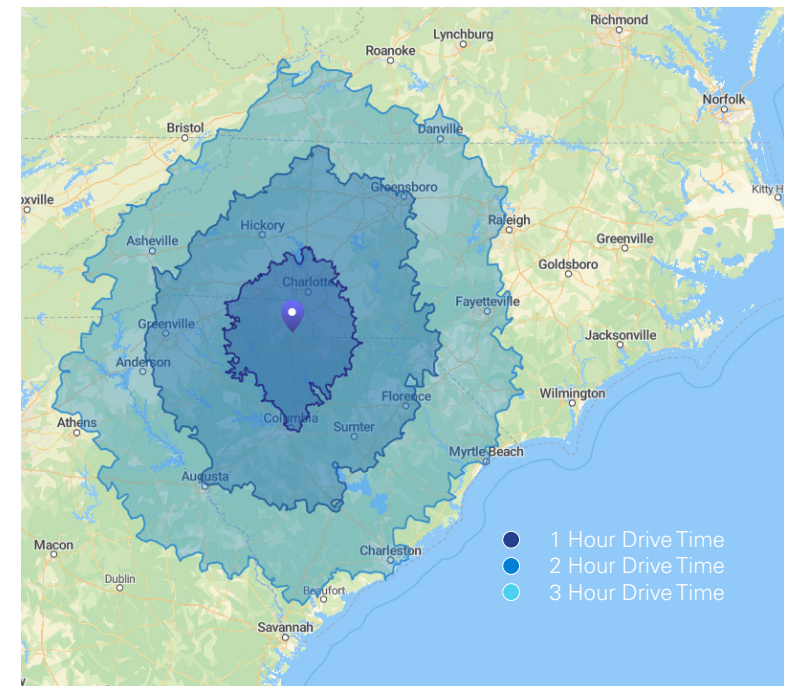 Richmond
Lynchburg
Roanoke
Norfolk
Bristol
Danville
oxville
Kitty H
Greensboro
Raleigh
Hickory
Asheville
Greenville
Goldsboro
Charlotte
Fayetteville
Greenville
Jacksonville
Anderson
Wilmington
Florence
Athens
Columbia
Sumter
Myrtle Beach
Augusta
Macon
Charleston
1 Hour Drive Time
2 Hour Drive Time
3 Hour Drive Time
Dublin
Beaufort
Savannah